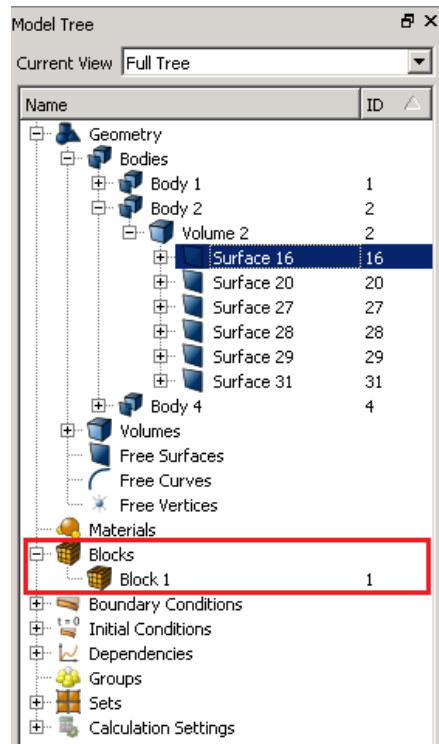 Model Tree
Current View Full Tree
Name ID
Geometry
Bodies
Body 1 1
Body 2 2
Volume 2 2
Surface 16 16
Surface 20 20
Surface 27 27
Surface 28 28
Surface 29 29
Surface 31 31
Body 4 4
Volumes
Free Surfaces
Free Curves
Free Vertices
Materials
Blocks
Block 1 1
Boundary Conditions
t=0 Initial Conditions
Dependencies
Groups
Sets
Calculation Settings